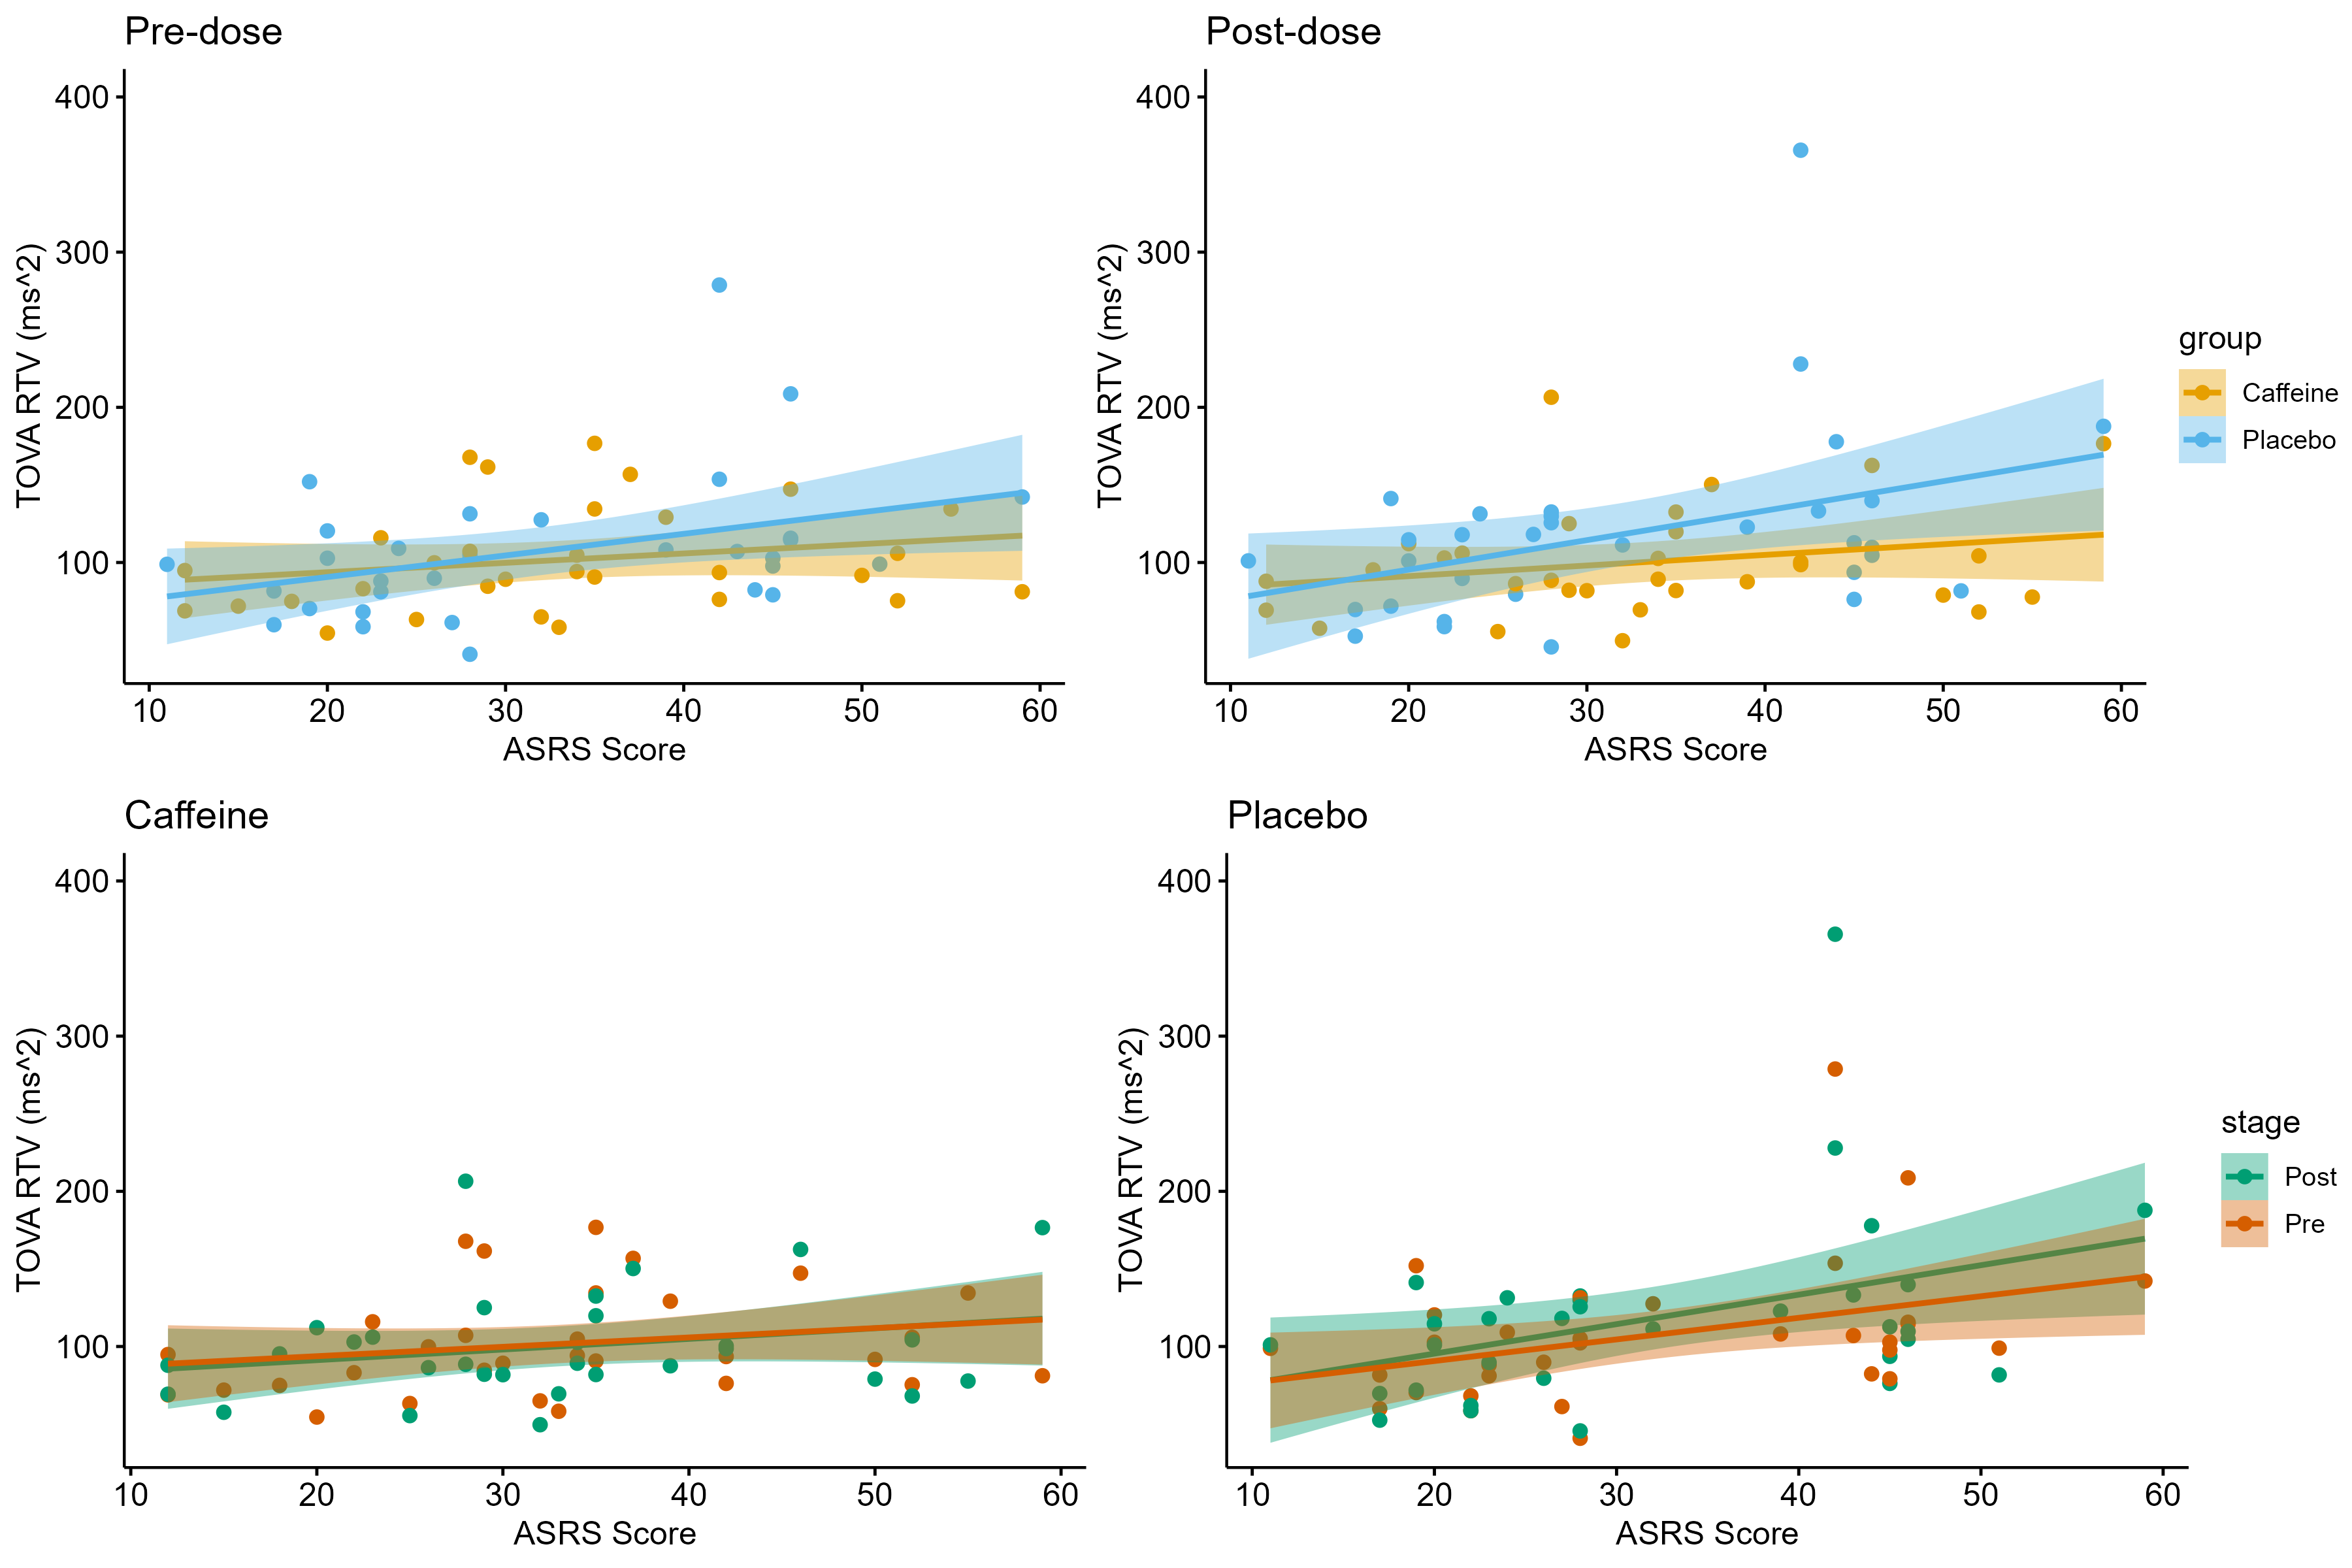 Pre-dose
TOVA RTV (ms^2)
400
300
200
100
10 20 30 40 50 60
ASRS Score
Post-dose
TOVA RTV (ms^2)
400
300
200
100
10 20 30 40 50 60
ASRS Score
group
Caffeine
Placebo
Caffeine
TOVA RTV (ms^2)
400
300
200
100
10 20 30 40 50 60
ASRS Score
Placebo
TOVA RTV (ms^2)
400
300
200
100
10 20 30 40 50 60
ASRS Score
stage
Post
Pre